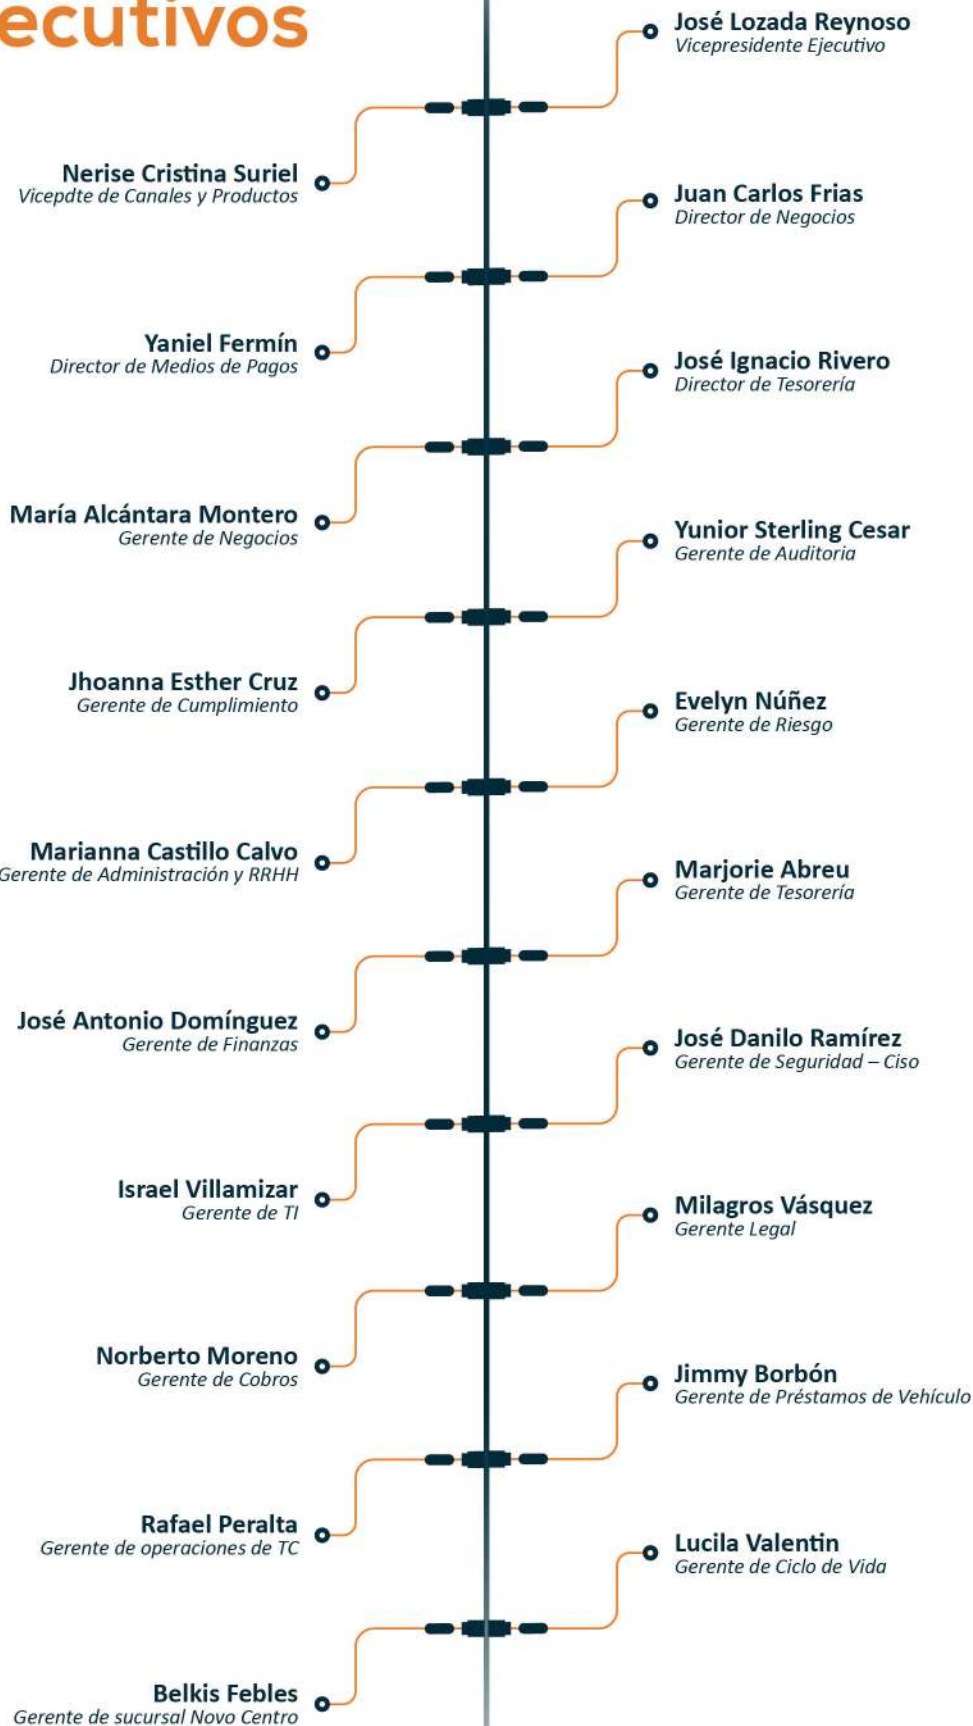 ecutivos
José Lozada Reynoso
Vicepresidente Ejecutivo
Nerise Cristina Suriel
Vicepdte de Canales y Productos
Juan Carlos Frias
Director de Negocios
Yaniel Fermín
Director de Medios de Pagos
José Ignacio Rivero
Director de Tesorería
María Alcántara Montero
Gerente de Negocios
Yunior Sterling Cesar
Gerente de Auditoria
Jhoanna Esther Cruz
Gerente de Cumplimiento
Evelyn Núñez
Gerente de Riesgo
Marianna Castillo Calvo
Gerente de Administración y RRHH
Marjorie Abreu
Gerente de Tesorería
José Antonio Domínguez
Gerente de Finanzas
José Danilo Ramírez
Gerente de Seguridad – Ciso
Israel Villamizar
Gerente de TI
Milagros Vásquez
Gerente Legal
Norberto Moreno
Gerente de Cobros
Jimmy Borbón
Gerente de Préstamos de Vehículo
Rafael Peralta
Gerente de operaciones de TC
Lucila Valentin
Gerente de Ciclo de Vida
Belkis Febles
Gerente de sucursal Novo Centro